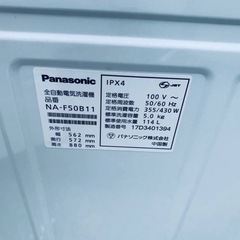 Panasonic
IPX4
JET
全自動電気洗濯機
品番
NA-F50B11
外形寸法
幅 562 mm
奥行 572 mm
高さ 880 mm
定格電圧 100 V~
定格周波数 50/60 Hz
定格消費電力 355/430 W
標準洗濯容量 5.0 kg
標準使用水量 114 L
製造番号 17D3401394
パナソニック株式会社
中国製